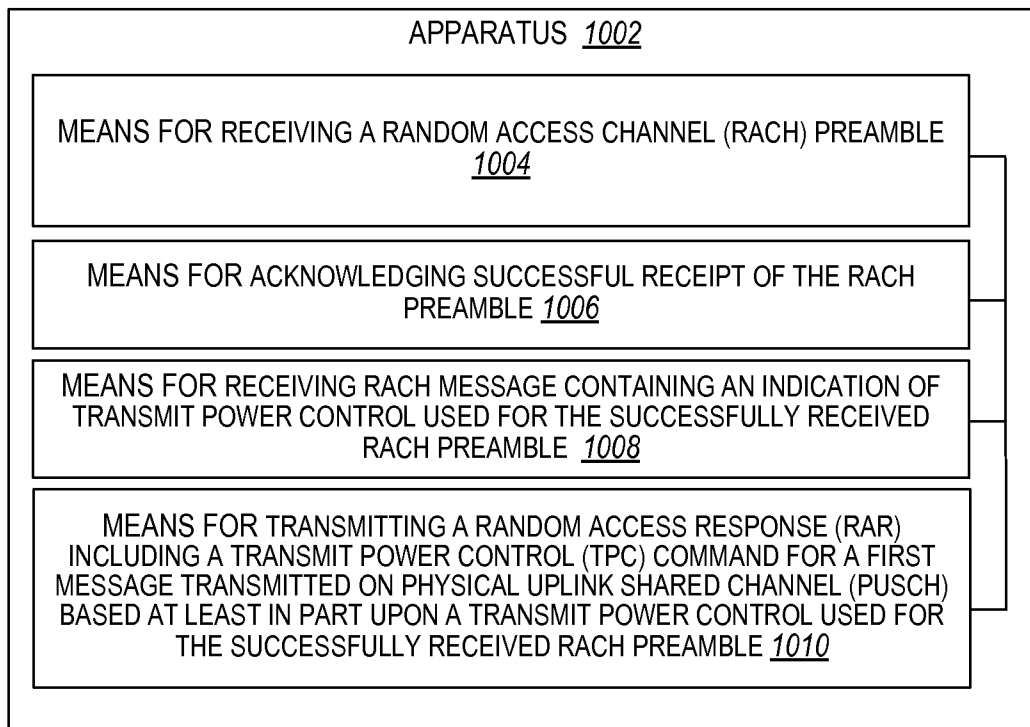 APPARATUS 1002
MEANS FOR RECEIVING A RANDOM ACCESS CHANNEL (RACH) PREAMBLE
1004
MEANS FOR ACKNOWLEDGING SUCCESSFUL RECEIPT OF THE RACH
PREAMBLE 1006
MEANS FOR RECEIVING RACH MESSAGE CONTAINING AN INDICATION OF
TRANSMIT POWER CONTROL USED FOR THE SUCCESSFULLY RECEIVED
RACH PREAMBLE 1008
MEANS FOR TRANSMITTING A RANDOM ACCESS RESPONSE (RAR)
INCLUDING A TRANSMIT POWER CONTROL (TPC) COMMAND FOR A FIRST
MESSAGE TRANSMITTED ON PHYSICAL UPLINK SHARED CHANNEL (PUSCH)
BASED AT LEAST IN PART UPON A TRANSMIT POWER CONTROL USED FOR
THE SUCCESSFULLY RECEIVED RACH PREAMBLE 1010